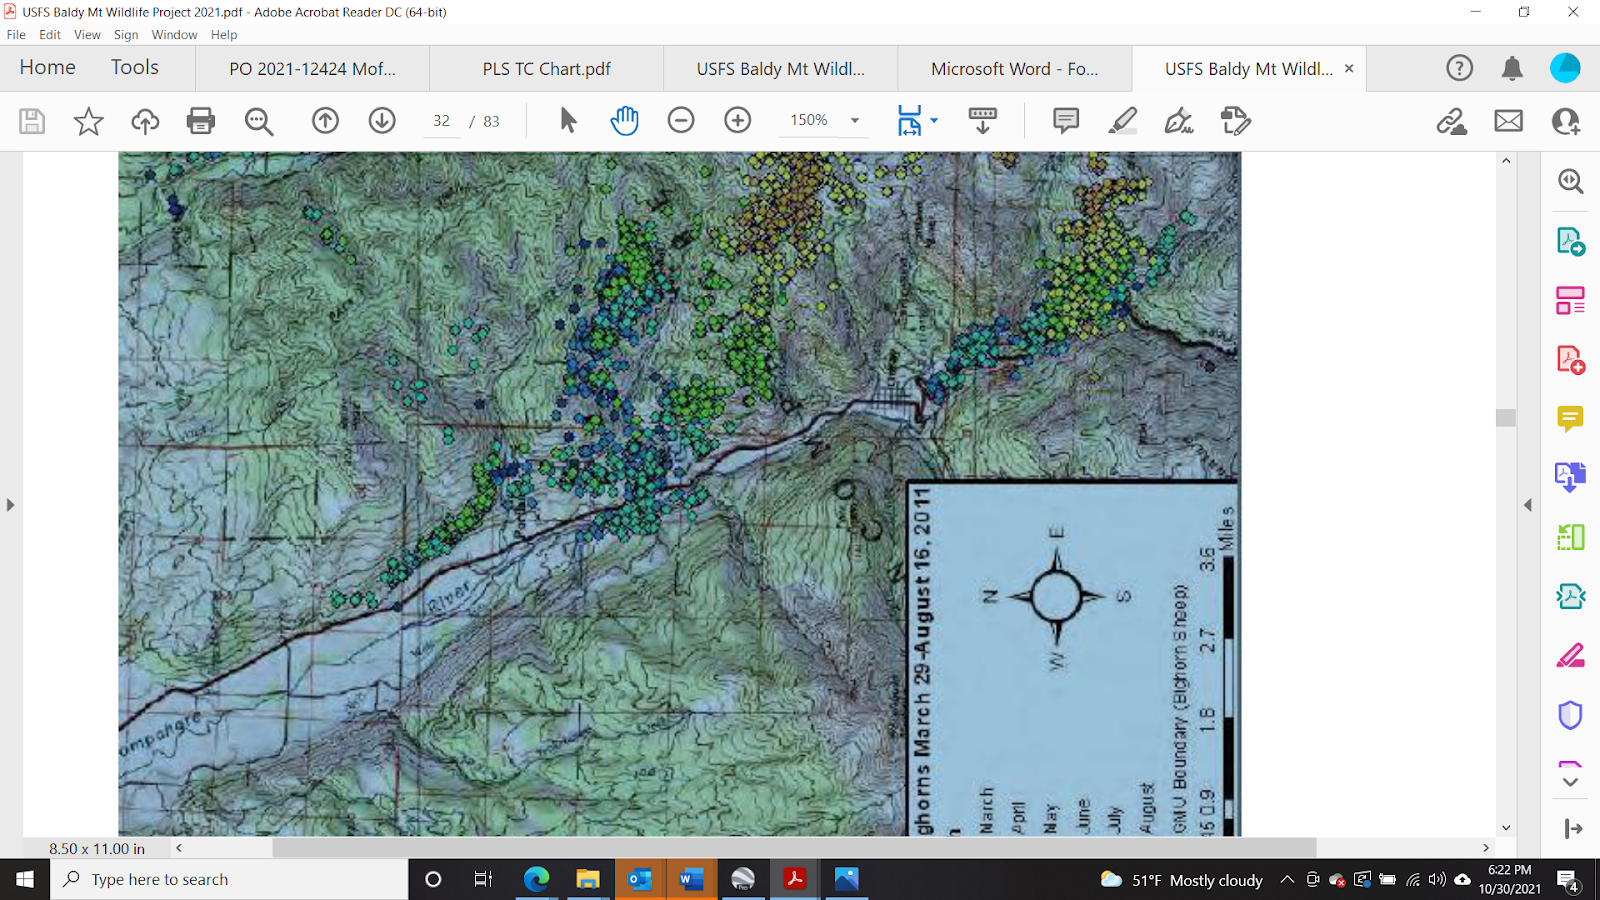 USFS Baldy Mt Wildlife Project 2021.pdf - Adobe Acrobat Reader DC (64-bit)
File Edit View Sign Window Help
Home Tools PO 2021-12424 Mof... PLS TC Chart.pdf USFS Baldy Mt Wildl... Microsoft Word - Fo... USFS Baldy Mt Wildl...
32 / 83 150%
River
ompahgre
ghorns March 29-August 16, 2011
N
E
S
W
March
April
May
June
July
August
GMU Boundary (Bighorn Sheep)
45 0.9 1.8 2.7 3.6
Miles
8.50 x 11.00 in
Type here to search
51°F Mostly cloudy
6:22 PM
10/30/2021
4